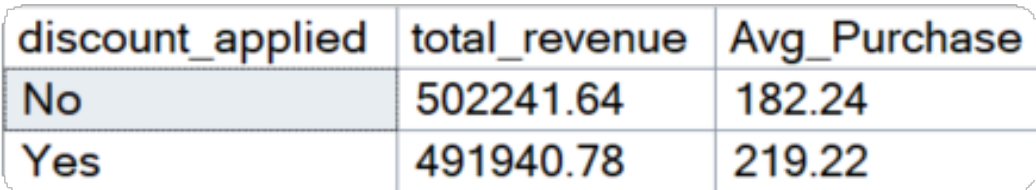 discount_applied total_revenue Avg_Purchase
No 502241.64 182.24
Yes 491940.78 219.22